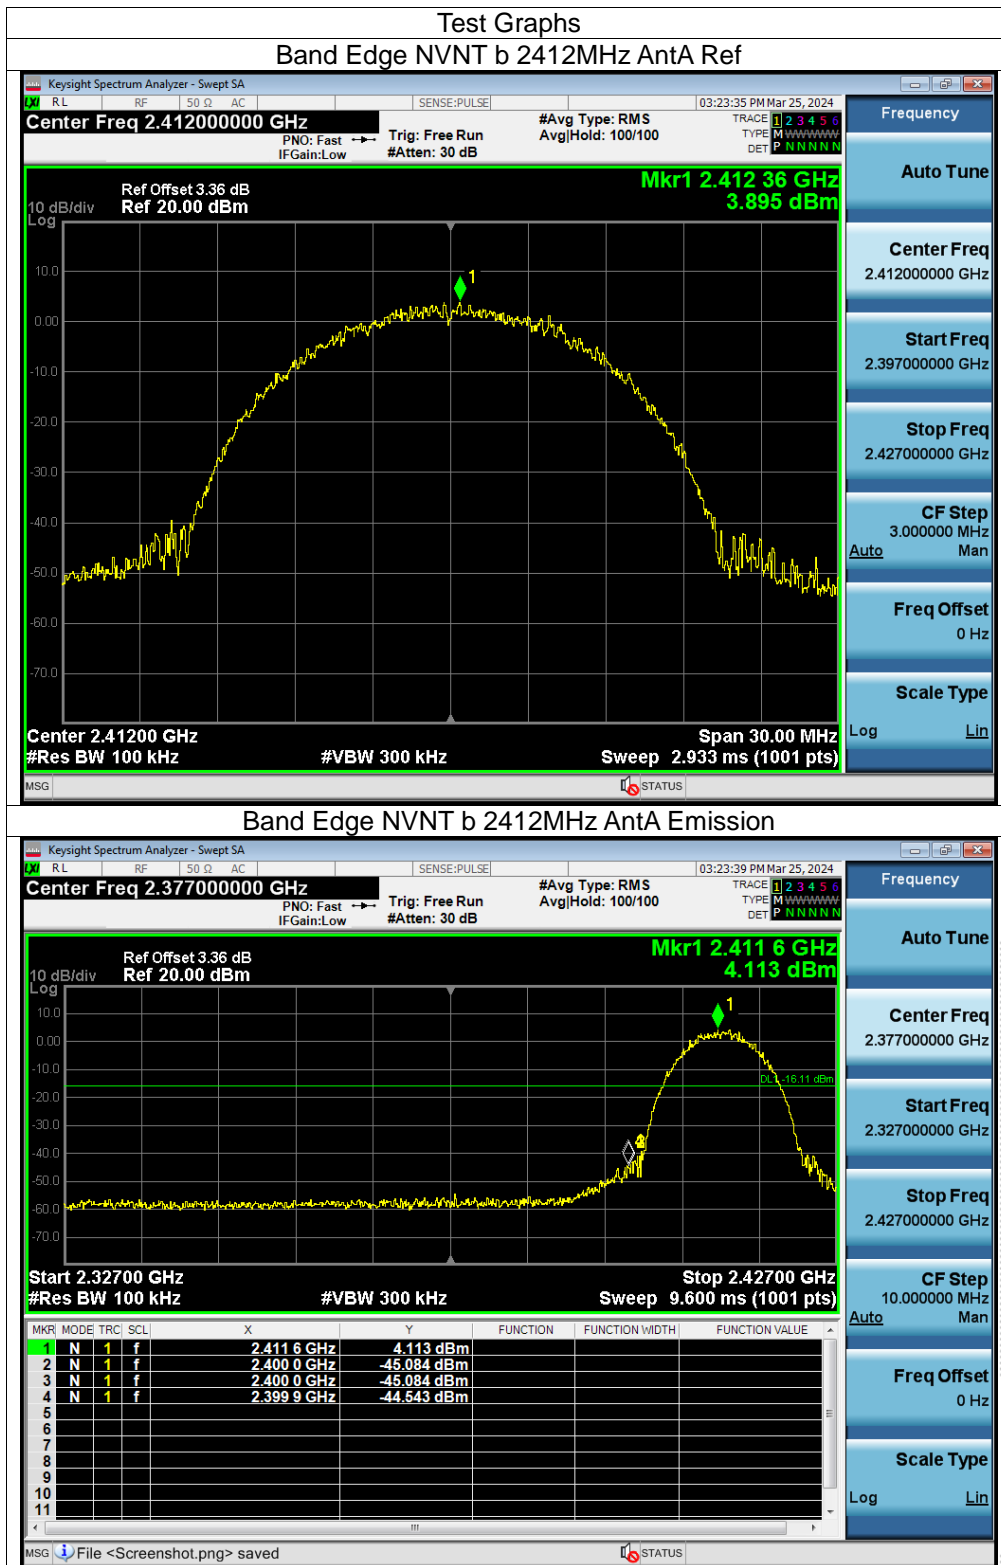 Test Graphs
Band Edge NVNT b 2412MHz AntA Ref
Keysight Spectrum Analyzer - Swept SA
LXI RL RF 50 Ω AC SENSE:PULSE 03:23:35 PM Mar 25, 2024
Center Freq 2.412000000 GHz #Avg Type: RMS TRACE 1 2 3 4 5 6
PNO: Fast Trig: Free Run Avg|Hold: 100/100 TYPE M WWWWW
IFGain:Low #Atten: 30 dB DET P N N N N N
Frequency
Auto Tune
Mkr1 2.412 36 GHz
3.895 dBm
Ref Offset 3.36 dB
10 dB/div Ref 20.00 dBm
Log
1
10.0
0.00
-10.0
-20.0
-30.0
-40.0
-50.0
-60.0
-70.0
Center 2.41200 GHz Span 30.00 MHz
#Res BW 100 kHz #VBW 300 kHz Sweep 2.933 ms (1001 pts)
Center Freq
2.412000000 GHz
Start Freq
2.397000000 GHz
Stop Freq
2.427000000 GHz
CF Step
3.000000 MHz
Auto Man
Freq Offset
0 Hz
Scale Type
Log Lin
MSG STATUS
Band Edge NVNT b 2412MHz AntA Emission
Keysight Spectrum Analyzer - Swept SA
LXI RL RF 50 Ω AC SENSE:PULSE 03:23:39 PM Mar 25, 2024
Center Freq 2.377000000 GHz #Avg Type: RMS TRACE 1 2 3 4 5 6
PNO: Fast Trig: Free Run Avg|Hold: 100/100 TYPE M WWWWW
IFGain:Low #Atten: 30 dB DET P N N N N N
Frequency
Auto Tune
Mkr1 2.411 6 GHz
4.113 dBm
Ref Offset 3.36 dB
10 dB/div Ref 20.00 dBm
Log
1
10.0
0.00
-10.0
DL1 -16.11 dBm
-20.0
-30.0
-40.0
-50.0
-60.0
-70.0
Start 2.32700 GHz Stop 2.42700 GHz
#Res BW 100 kHz #VBW 300 kHz Sweep 9.600 ms (1001 pts)
MKR MODE TRC SCL X Y FUNCTION FUNCTION WIDTH FUNCTION VALUE
1 N 1 f 2.411 6 GHz 4.113 dBm
2 N 1 f 2.400 0 GHz -45.084 dBm
3 N 1 f 2.400 0 GHz -45.084 dBm
4 N 1 f 2.399 9 GHz -44.543 dBm
5
6
7
8
9
10
11
Center Freq
2.377000000 GHz
Start Freq
2.327000000 GHz
Stop Freq
2.427000000 GHz
CF Step
10.000000 MHz
Auto Man
Freq Offset
0 Hz
Scale Type
Log Lin
MSG File <Screenshot.png> saved STATUS